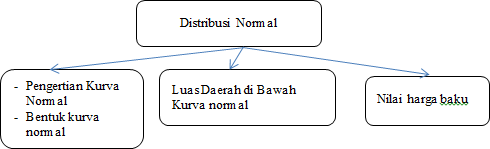 Distribusi Normal
- Pengertian Kurva
Normal
- Bentuk kurva
normal
Luas Daerah di Bawah
Kurva normal
Nilai harga baku